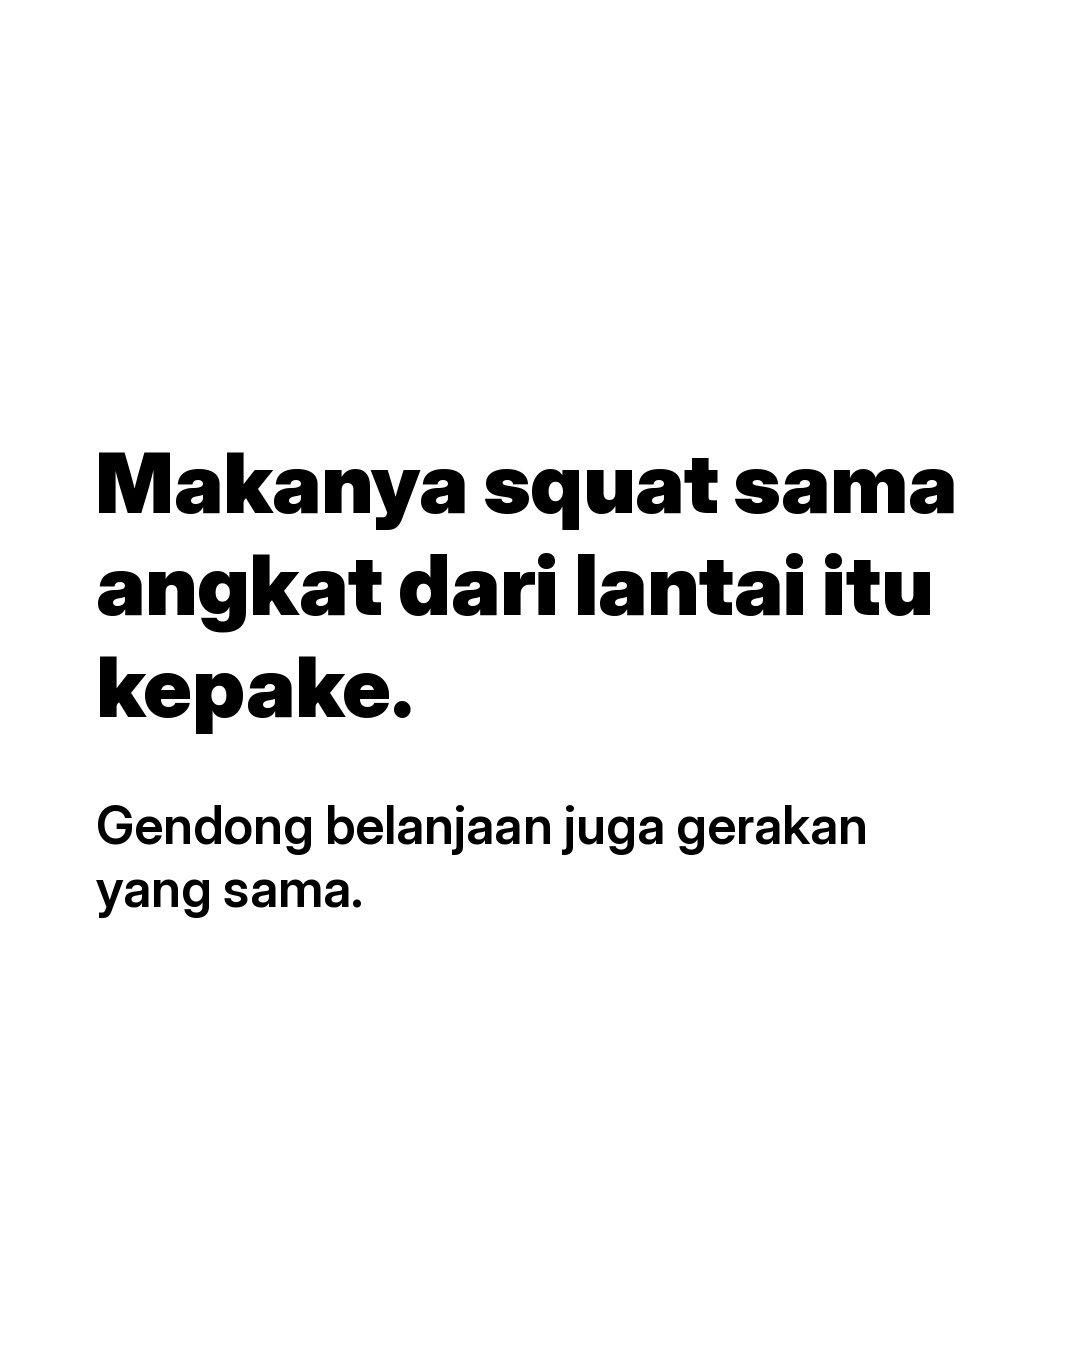 Makanya squat sama
angkat dari lantai itu
kepake.
Gendong belanjaan juga gerakan
yang sama.